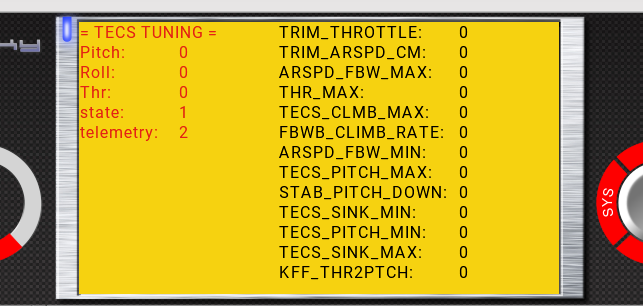 = TECS TUNING =
Pitch: 0
Roll: 0
Thr: 0
state: 1
telemetry: 2
TRIM_THROTTLE: 0
TRIM_ARSPD_CM: 0
ARSPD_FBW_MAX: 0
THR_MAX: 0
TECS_CLMB_MAX: 0
FBWB_CLIMB_RATE: 0
ARSPD_FBW_MIN: 0
TECS_PITCH_MAX: 0
STAB_PITCH_DOWN: 0
TECS_SINK_MIN: 0
TECS_PITCH_MIN: 0
TECS_SINK_MAX: 0
KFF_THR2PTCH: 0
SYS